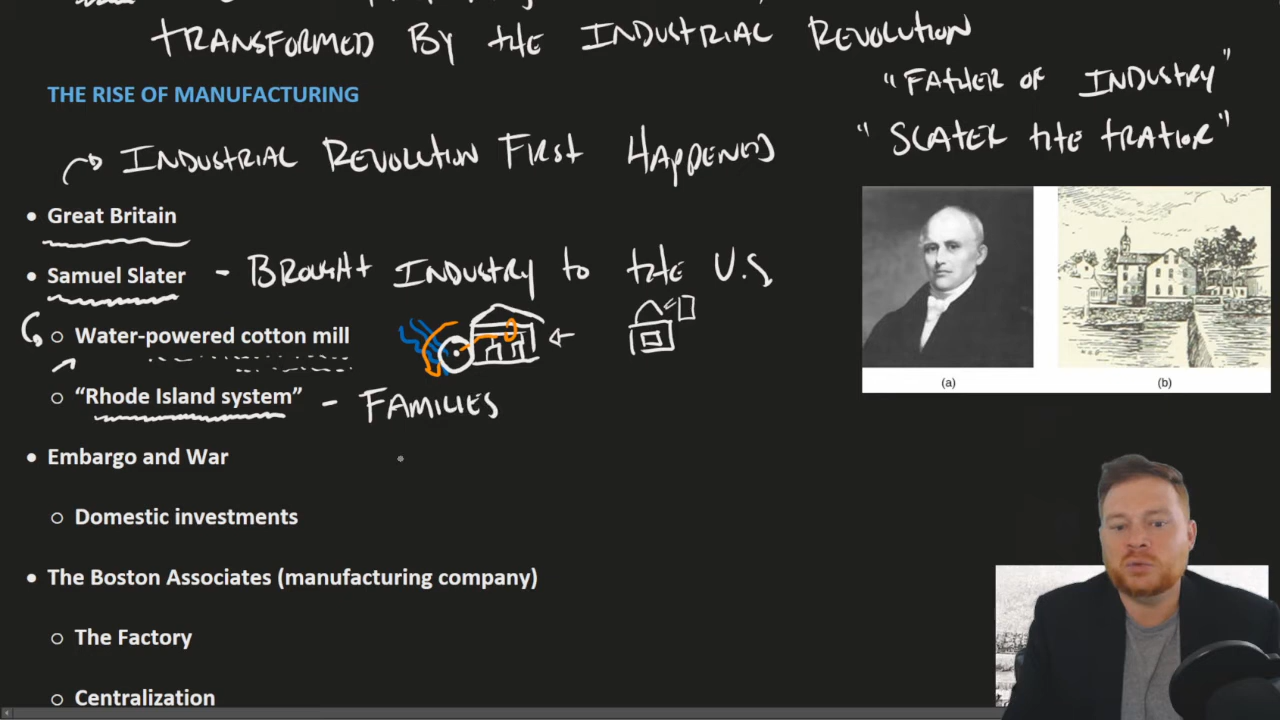 TRANSFORMED BY THE INDUSTRIAL REVOLUTION
THE RISE OF MANUFACTURING
"FATHER OF INDUSTRY"
"SLATER THE TRATIOR"
INDUSTRIAL REVOLUTION FIRST HAPPENED
• Great Britain
• Samuel Slater - BROUGHT INDUSTRY TO THE U.S
○ Water-powered cotton mill
○ “Rhode Island system” - FAMILIES
(a)
(b)
• Embargo and War
○ Domestic investments
• The Boston Associates (manufacturing company)
○ The Factory
○ Centralization